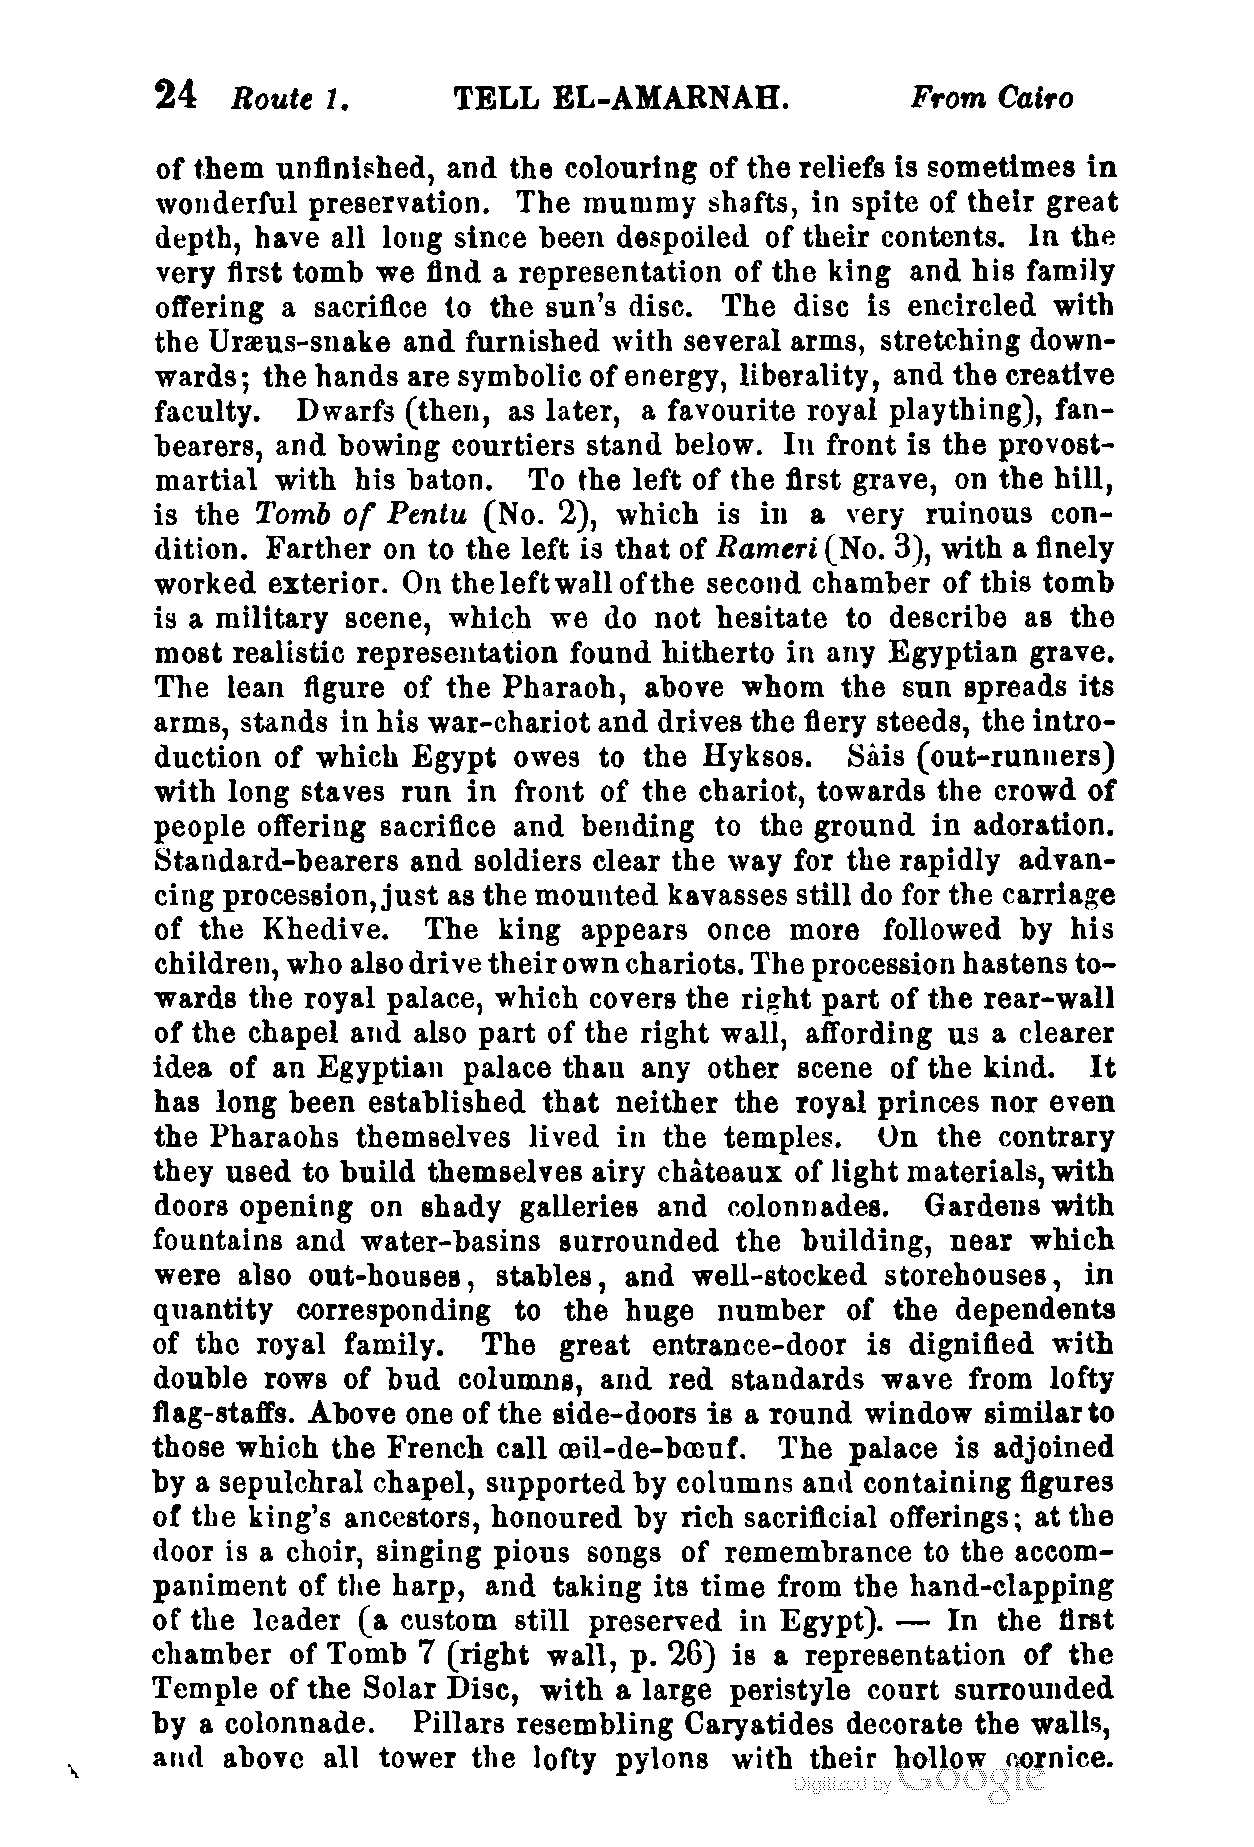 24 Route 1. TELL EL-AMARNAH. From Cairo
of them unfinished, and the colouring of the reliefs is sometimes in
wonderful preservation. The mummy shafts, in spite of their great
depth, have all long since been despoiled of their contents. In the
very first tomb we find a representation of the king and his family
offering a sacrifice to the sun's disc. The disc is encircled with
the Uræus-snake and furnished with several arms, stretching down-
wards; the hands are symbolic of energy, liberality, and the creative
faculty. Dwarfs (then, as later, a favourite royal plaything), fan-
bearers, and bowing courtiers stand below. In front is the provost-
martial with his baton. To the left of the first grave, on the hill,
is the Tomb of Pentu (No. 2), which is in a very ruinous con-
dition. Farther on to the left is that of Rameri (No. 3), with a finely
worked exterior. On the left wall of the second chamber of this tomb
is a military scene, which we do not hesitate to describe as the
most realistic representation found hitherto in any Egyptian grave.
The lean figure of the Pharaoh, above whom the sun spreads its
arms, stands in his war-chariot and drives the fiery steeds, the intro-
duction of which Egypt owes to the Hyksos. Sâis (out-runners)
with long staves run in front of the chariot, towards the crowd of
people offering sacrifice and bending to the ground in adoration.
Standard-bearers and soldiers clear the way for the rapidly advan-
cing procession, just as the mounted kavasses still do for the carriage
of the Khedive. The king appears once more followed by his
children, who also drive their own chariots. The procession hastens to-
wards the royal palace, which covers the right part of the rear-wall
of the chapel and also part of the right wall, affording us a clearer
idea of an Egyptian palace than any other scene of the kind. It
has long been established that neither the royal princes nor even
the Pharaohs themselves lived in the temples. On the contrary
they used to build themselves airy châteaux of light materials, with
doors opening on shady galleries and colonnades. Gardens with
fountains and water-basins surrounded the building, near which
were also out-houses, stables, and well-stocked storehouses, in
quantity corresponding to the huge number of the dependents
of the royal family. The great entrance-door is dignified with
double rows of bud columns, and red standards wave from lofty
flag-staffs. Above one of the side-doors is a round window similar to
those which the French call œil-de-bœuf. The palace is adjoined
by a sepulchral chapel, supported by columns and containing figures
of the king's ancestors, honoured by rich sacrificial offerings; at the
door is a choir, singing pious songs of remembrance to the accom-
paniment of the harp, and taking its time from the hand-clapping
of the leader (a custom still preserved in Egypt). — In the first
chamber of Tomb 7 (right wall, p. 26) is a representation of the
Temple of the Solar Disc, with a large peristyle court surrounded
by a colonnade. Pillars resembling Caryatides decorate the walls,
and above all tower the lofty pylons with their hollow cornice.
Digitized by Google